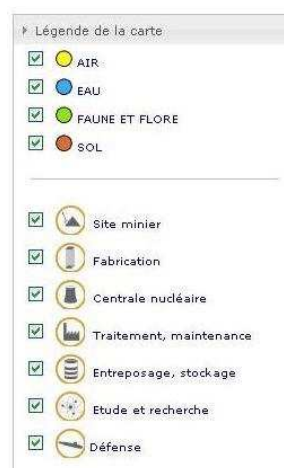 Légende de la carte
AIR
EAU
FAUNE ET FLORE
SOL
Site minier
Fabrication
Centrale nucléaire
Traitement, maintenance
Entreposage, stockage
Etude et recherche
Défense